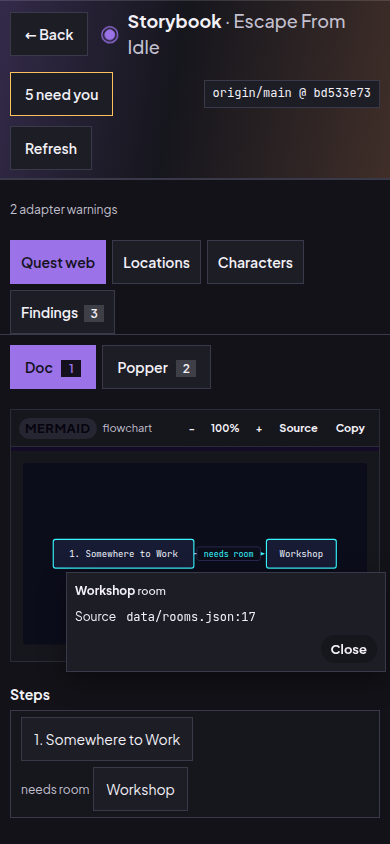 ← Back
Storybook · Escape From
Idle
5 need you
origin/main @ bd533e73
Refresh
2 adapter warnings
Quest web
Locations
Characters
Findings 3
Doc 1
Popper 2
MERMAID flowchart
- 100% + Source Copy
1. Somewhere to Work
needs room
Workshop
Workshop room
Source data/rooms.json:17
Close
Steps
1. Somewhere to Work
needs room Workshop